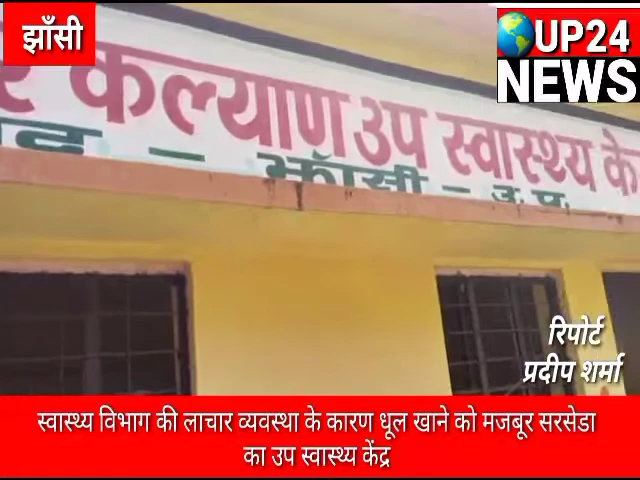 झाँसी
UP24
NEWS
कल्याण उप स्वास्थ्य के
झाँसी - उ.प्र.
रिपोर्ट
प्रदीप शर्मा
स्वास्थ्य विभाग की लाचार व्यवस्था के कारण धूल खाने को मजबूर सरसेडा
का उप स्वास्थ्य केंद्र